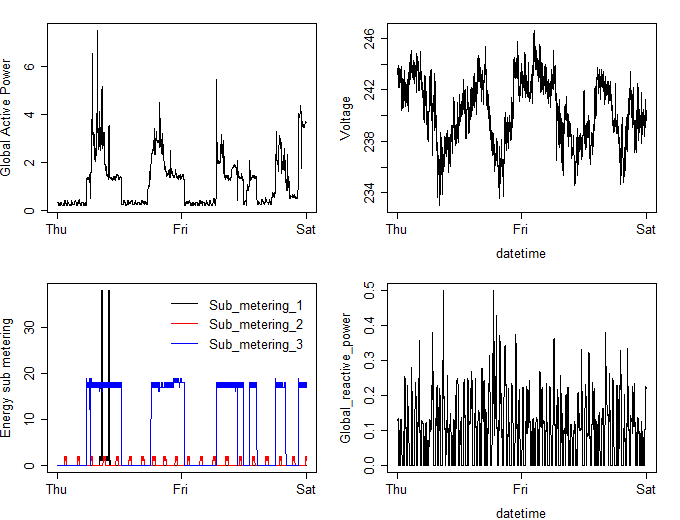 Global Active Power
0
2
4
6
Thu
Fri
Sat
Voltage
234
238
242
246
Thu
Fri
Sat
datetime
Energy sub metering
0
10
20
30
Sub_metering_1
Sub_metering_2
Sub_metering_3
Thu
Fri
Sat
Global_reactive_power
0.0
0.1
0.2
0.3
0.4
0.5
Thu
Fri
Sat
datetime